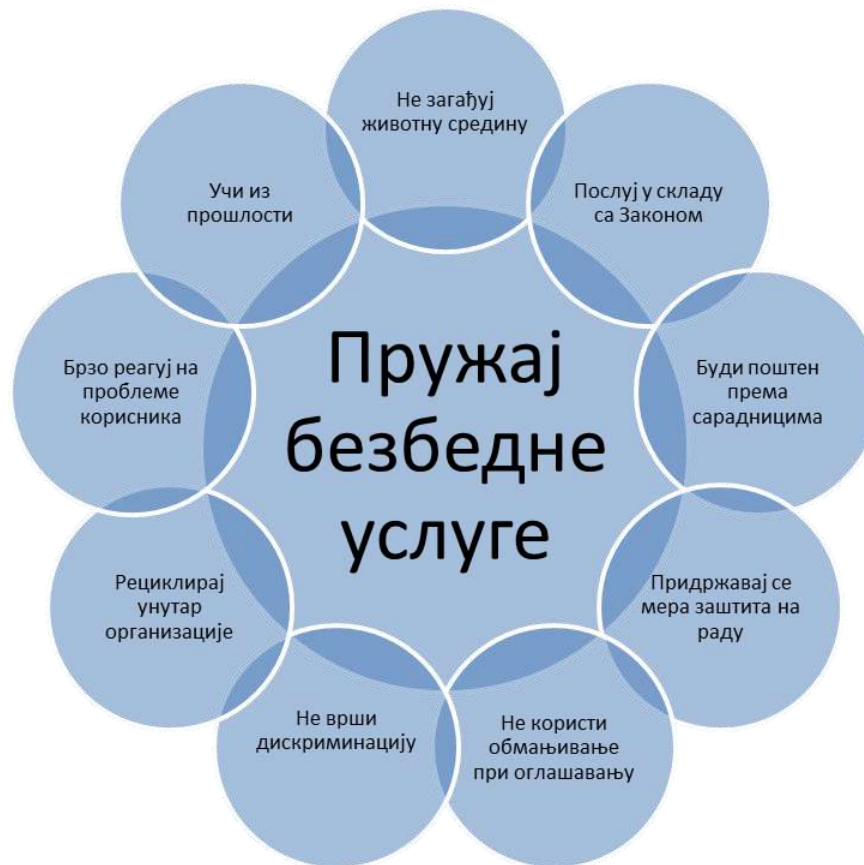 Не загађуј
животну средину
Послуј у складу
са Законом
Буди поштен
према
сарадницима
Придржавај се
мера заштита на
раду
Не користи
обмањивање
при оглашавању
Не врши
дискриминацију
Рециклирај
унутар
организације
Брзо реагуј на
проблеме
корисника
Учи из
прошлости
Пружај
безбедне
услуге